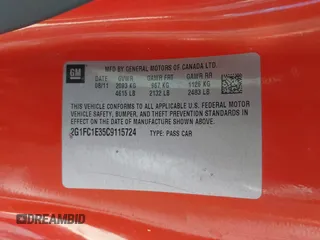 GM
MFD BY GENERAL MOTORS OF CANADA LTD.
08/11 GVWR GAWR FRT GAWR RR
2093 KG 967 KG 1126 KG
4615 LB 2132 LB 2483 LB
THIS VEHICLE CONFORMS TO ALL APPLICABLE U.S. FEDERAL MOTOR
VEHICLE SAFETY, BUMPER, AND THEFT PREVENTION STANDARDS
IN EFFECT ON THE DATE OF MANUFACTURE SHOWN ABOVE.
2G1FC1E35C9115724 TYPE: PASS CAR
DREAMBID